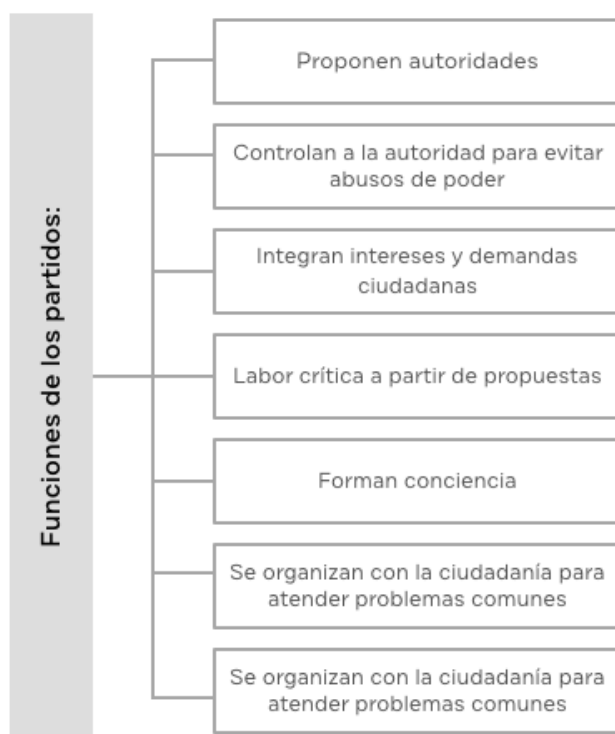 Funciones de los partidos:
Proponen autoridades
Controlan a la autoridad para evitar
abusos de poder
Integran intereses y demandas
ciudadanas
Labor crítica a partir de propuestas
Forman conciencia
Se organizan con la ciudadanía para
atender problemas comunes
Se organizan con la ciudadanía para
atender problemas comunes